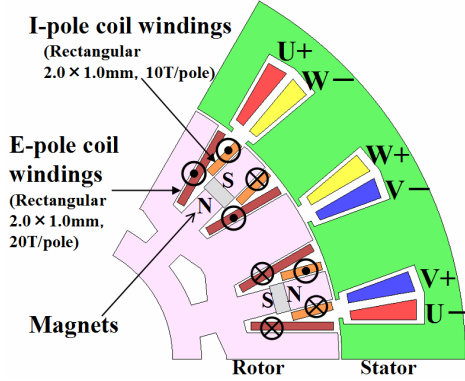 I-pole coil windings
(Rectangular
2.0×1.0mm, 10T/pole)
U+
W−
E-pole coil
windings
(Rectangular
2.0×1.0mm,
20T/pole)
S
N
W+
V−
Magnets
S
N
V+
U−
Rotor
Stator